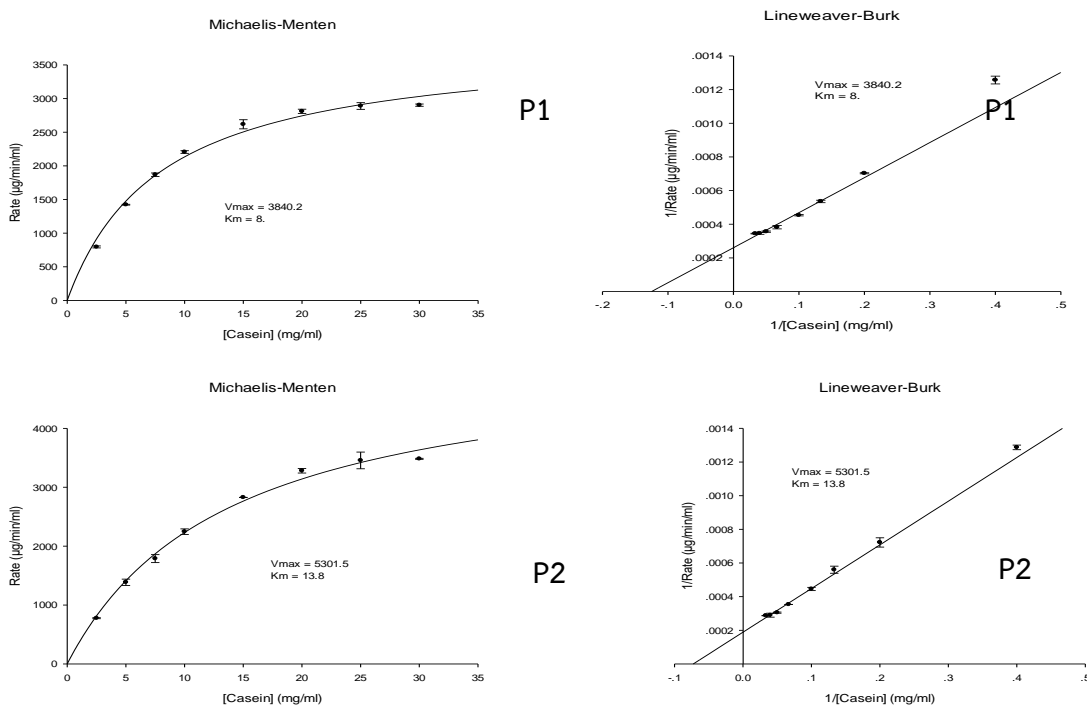 Michaelis-Menten
Rate (µg/min/ml)
3500
3000
2500
2000
1500
1000
500
0
Vmax = 3840.2
Km = 8.
0 5 10 15 20 25 30 35
[Casein] (mg/ml)
P1
Lineweaver-Burk
1/Rate (µg/min/ml)
.0014
.0012
.0010
.0008
.0006
.0004
.0002
Vmax = 3840.2
Km = 8.
P1
-.2 -.1 0.0 .1 .2 .3 .4 .5
1/[Casein] (mg/ml)
Michaelis-Menten
Rate (µg/min/ml)
4000
3000
2000
1000
0
Vmax = 5301.5
Km = 13.8
0 5 10 15 20 25 30 35
[Casein] (mg/ml)
P2
Lineweaver-Burk
1/Rate (µg/min/ml)
.0014
.0012
.0010
.0008
.0006
.0004
.0002
Vmax = 5301.5
Km = 13.8
P2
-.1 0.0 .1 .2 .3 .4 .5
1/[Casein] (mg/ml)